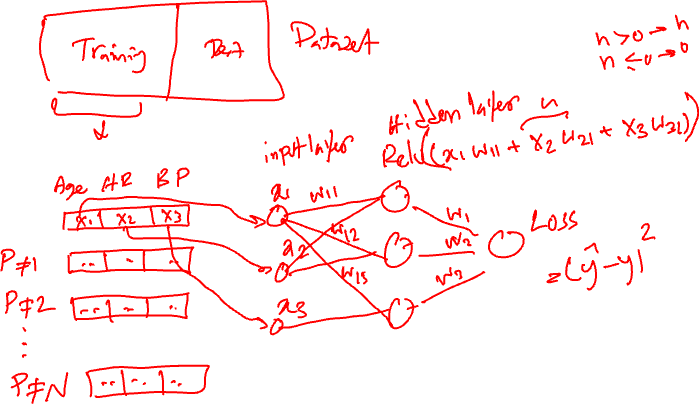 Training Test Dataset
n>0→n
n<0→0
Hidden layer
n
input layer Relu(x1 w11 + x2 w21 + x3 w31)
Age HR BP
x1 w11
x1 x2 x3
w1 Loss
w12
P#1 .. .. .. x2 w2
w13 w3 =(ŷ-y)²
P#2 .. .. .. x3
P#N .. .. ..